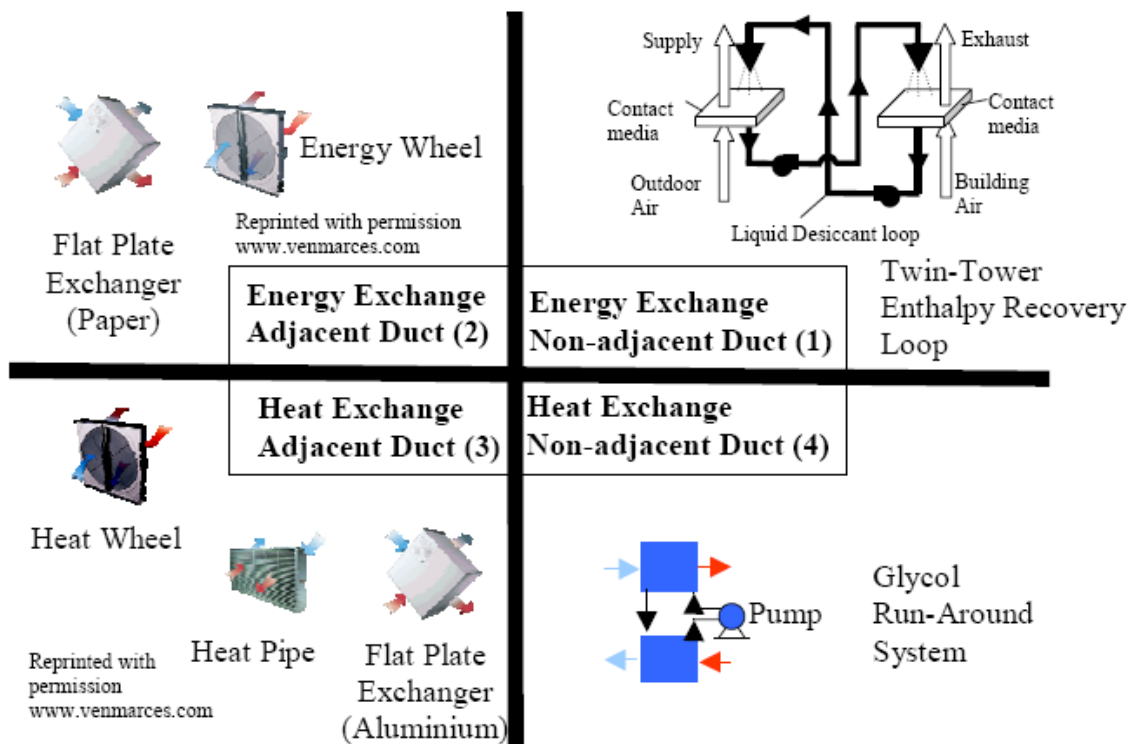 Energy Wheel
Reprinted with permission
www.venmarces.com
Flat Plate
Exchanger
(Paper)
Energy Exchange
Adjacent Duct (2)
Supply
Exhaust
Contact
media
Contact
media
Outdoor
Air
Building
Air
Liquid Desiccant loop
Twin-Tower
Enthalpy Recovery
Loop
Energy Exchange
Non-adjacent Duct (1)
Heat Exchange
Adjacent Duct (3)
Heat Wheel
Heat Pipe
Flat Plate
Exchanger
(Aluminium)
Reprinted with
permission
www.venmarces.com
Heat Exchange
Non-adjacent Duct (4)
Pump
Glycol
Run-Around
System